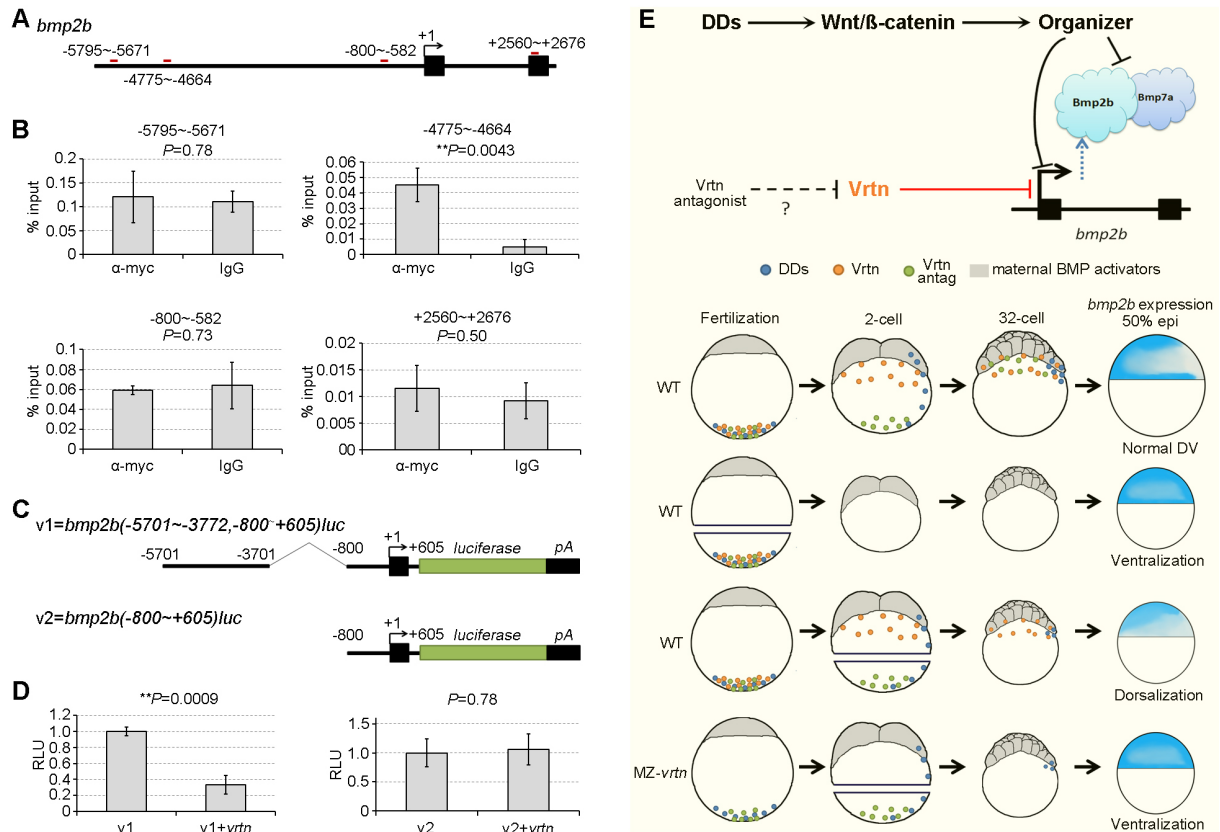 A
bmp2b
-5795~-5671
-4775~-4664
-800~-582
+1
+2560~+2676
B
-5795~-5671
P=0.78
% input
0.2
0.15
0.1
0.05
0
α-myc
IgG
-4775~-4664
**P=0.0043
% input
0.06
0.05
0.04
0.03
0.02
0.01
0
α-myc
IgG
-800~-582
P=0.73
% input
0.1
0.08
0.06
0.04
0.02
0
α-myc
IgG
+2560~+2676
P=0.50
% input
0.02
0.015
0.01
0.005
00
α-myc
IgG
C
v1=bmp2b(-5701~-3772,-800~+605)luc
-5701
-3701
-800
+1
+605
luciferase
pA
v2=bmp2b(-800~+605)luc
-800
+1
+605
luciferase
pA
D
**P=0.0009
RLU
1.2
1.0
0.8
0.6
0.4
0.2
0
v1
v1+vrtn
P=0.78
RLU
1.5
1.0
0.5
0
v2
v2+vrtn
E
DDs
Wnt/ß-catenin
Organizer
Bmp2b
Bmp7a
Vrtn
antagonist
?
Vrtn
bmp2b
DDs
Vrtn
Vrtn
antag
maternal BMP activators
Fertilization
2-cell
32-cell
bmp2b expression
50% epi
WT
Normal DV
WT
Ventralization
WT
Dorsalization
MZ-vrtn
Ventralization